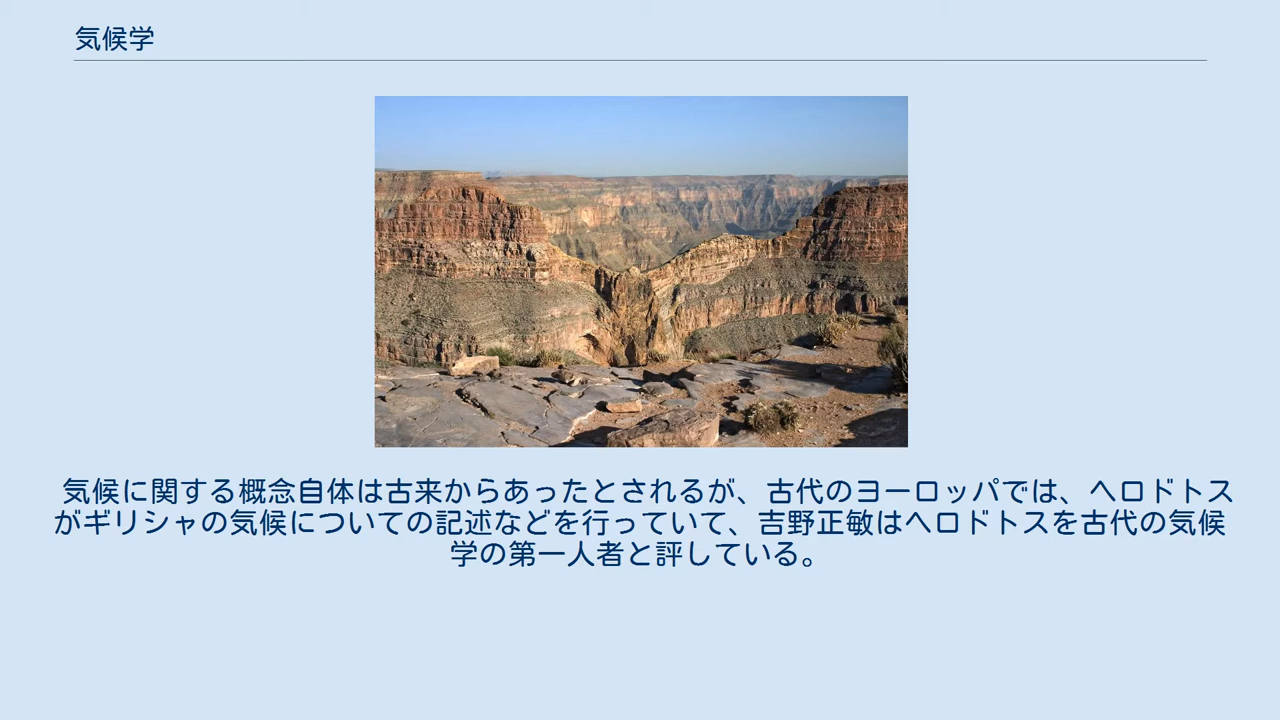 気候学
気候に関する概念自体は古来からあったとされるが、古代のヨーロッパでは、ヘロドトス
がギリシャの気候についての記述などを行っていて、吉野正敏はヘロドトスを古代の気候
学の第一人者と評している。